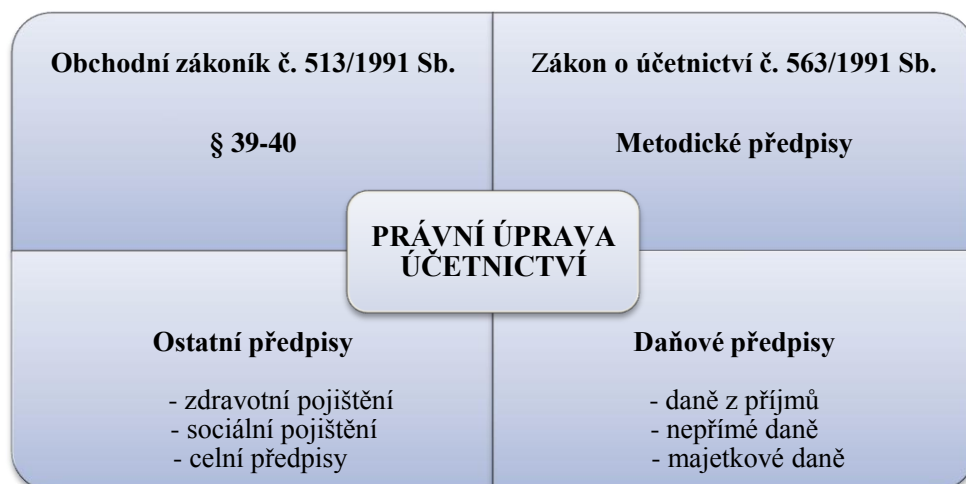 Obchodní zákoník č. 513/1991 Sb.
§ 39-40
Zákon o účetnictví č. 563/1991 Sb.
Metodické předpisy
PRÁVNÍ ÚPRAVA
ÚČETNICTVÍ
Ostatní předpisy
- zdravotní pojištění
- sociální pojištění
- celní předpisy
Daňové předpisy
- daně z příjmů
- nepřímé daně
- majetkové daně